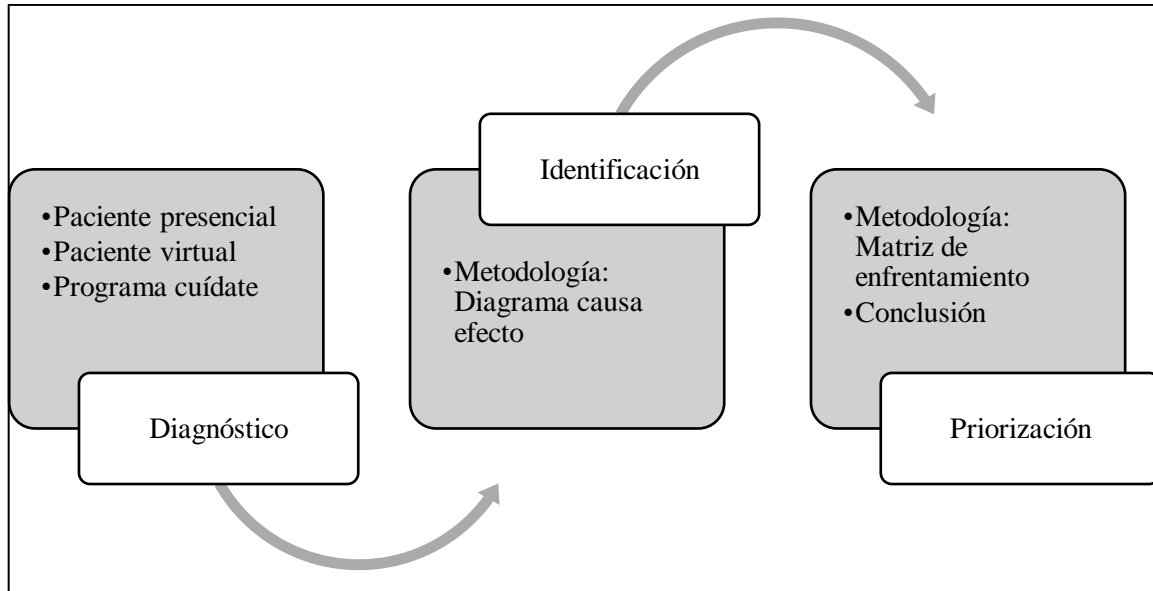 •Paciente presencial
•Paciente virtual
•Programa cuídate
Diagnóstico
Identificación
•Metodología:
Diagrama causa
efecto
•Metodología:
Matriz de
enfrentamiento
•Conclusión
Priorización